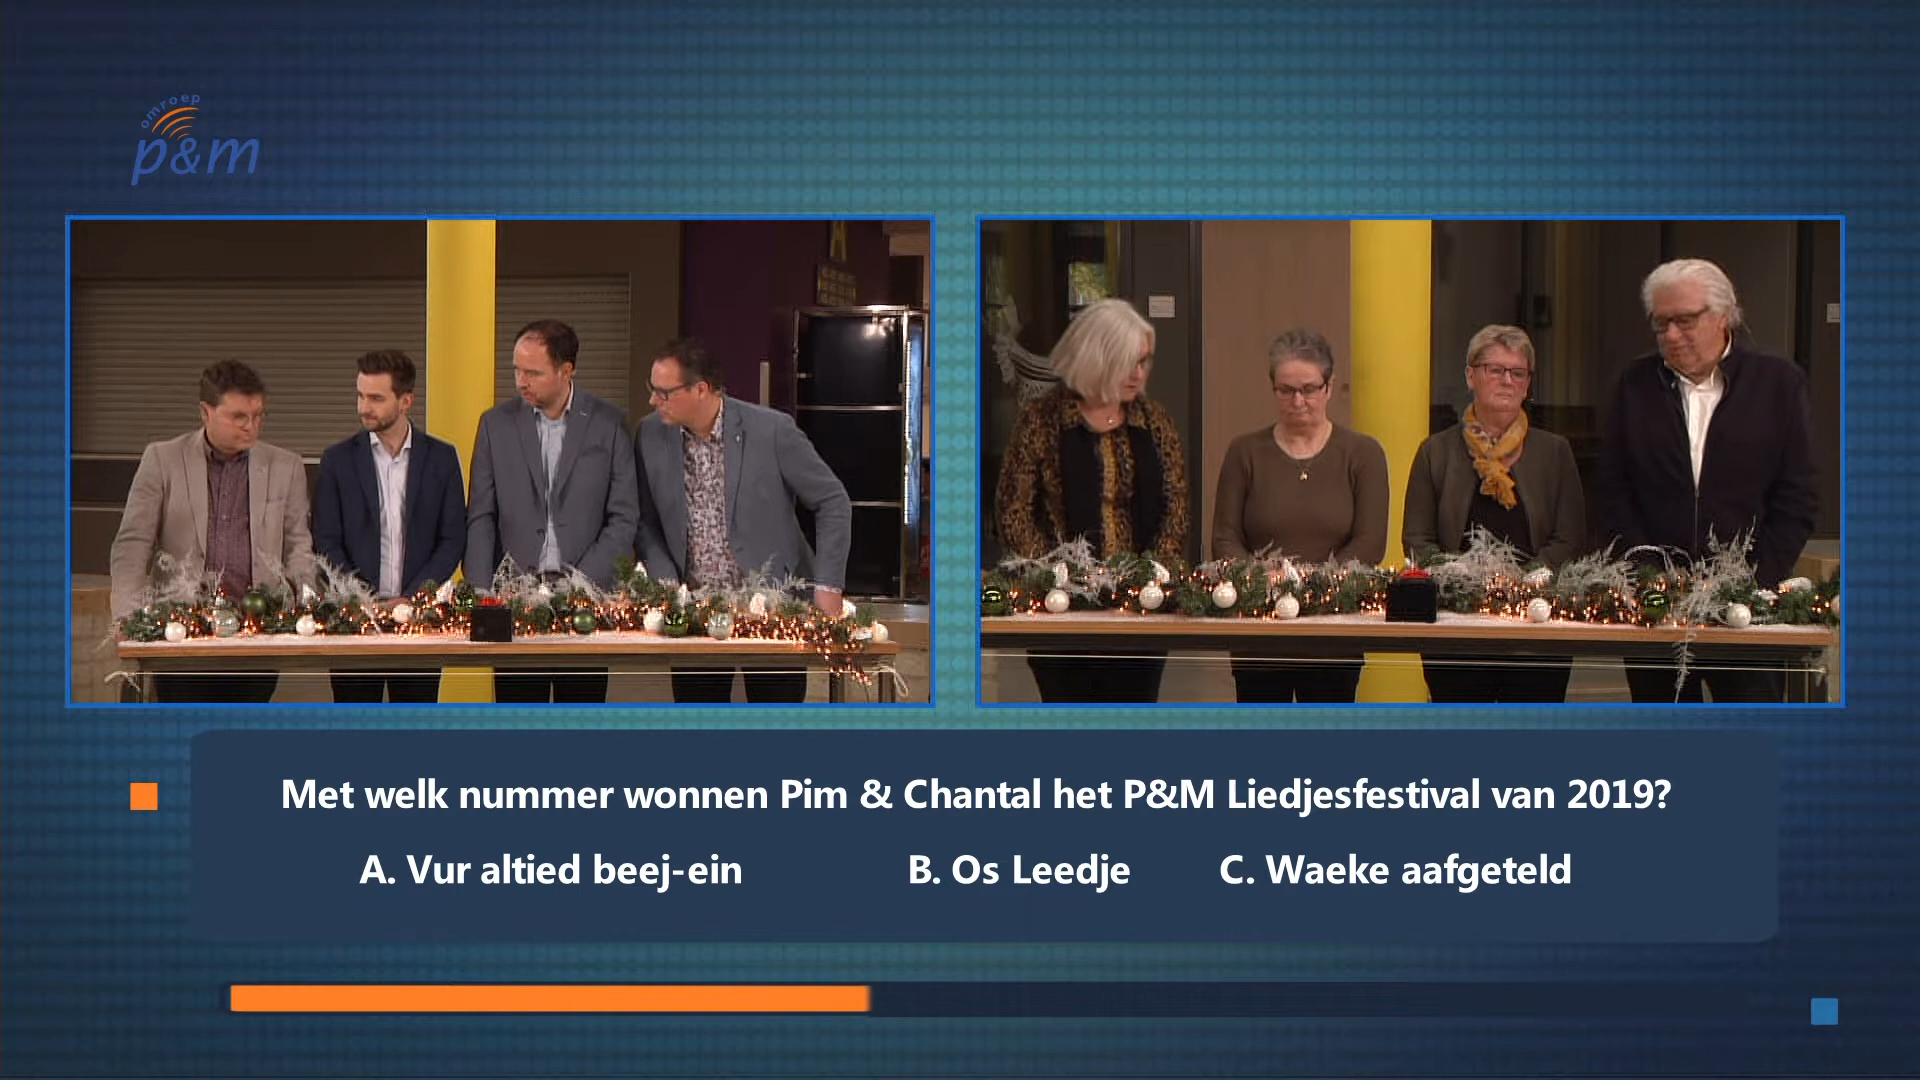 omroep
p&m
Met welk nummer wonnen Pim & Chantal het P&M Liedjesfestival van 2019?
A. Vur altied beej-ein B. Os Leedje C. Waeke aafgeteld